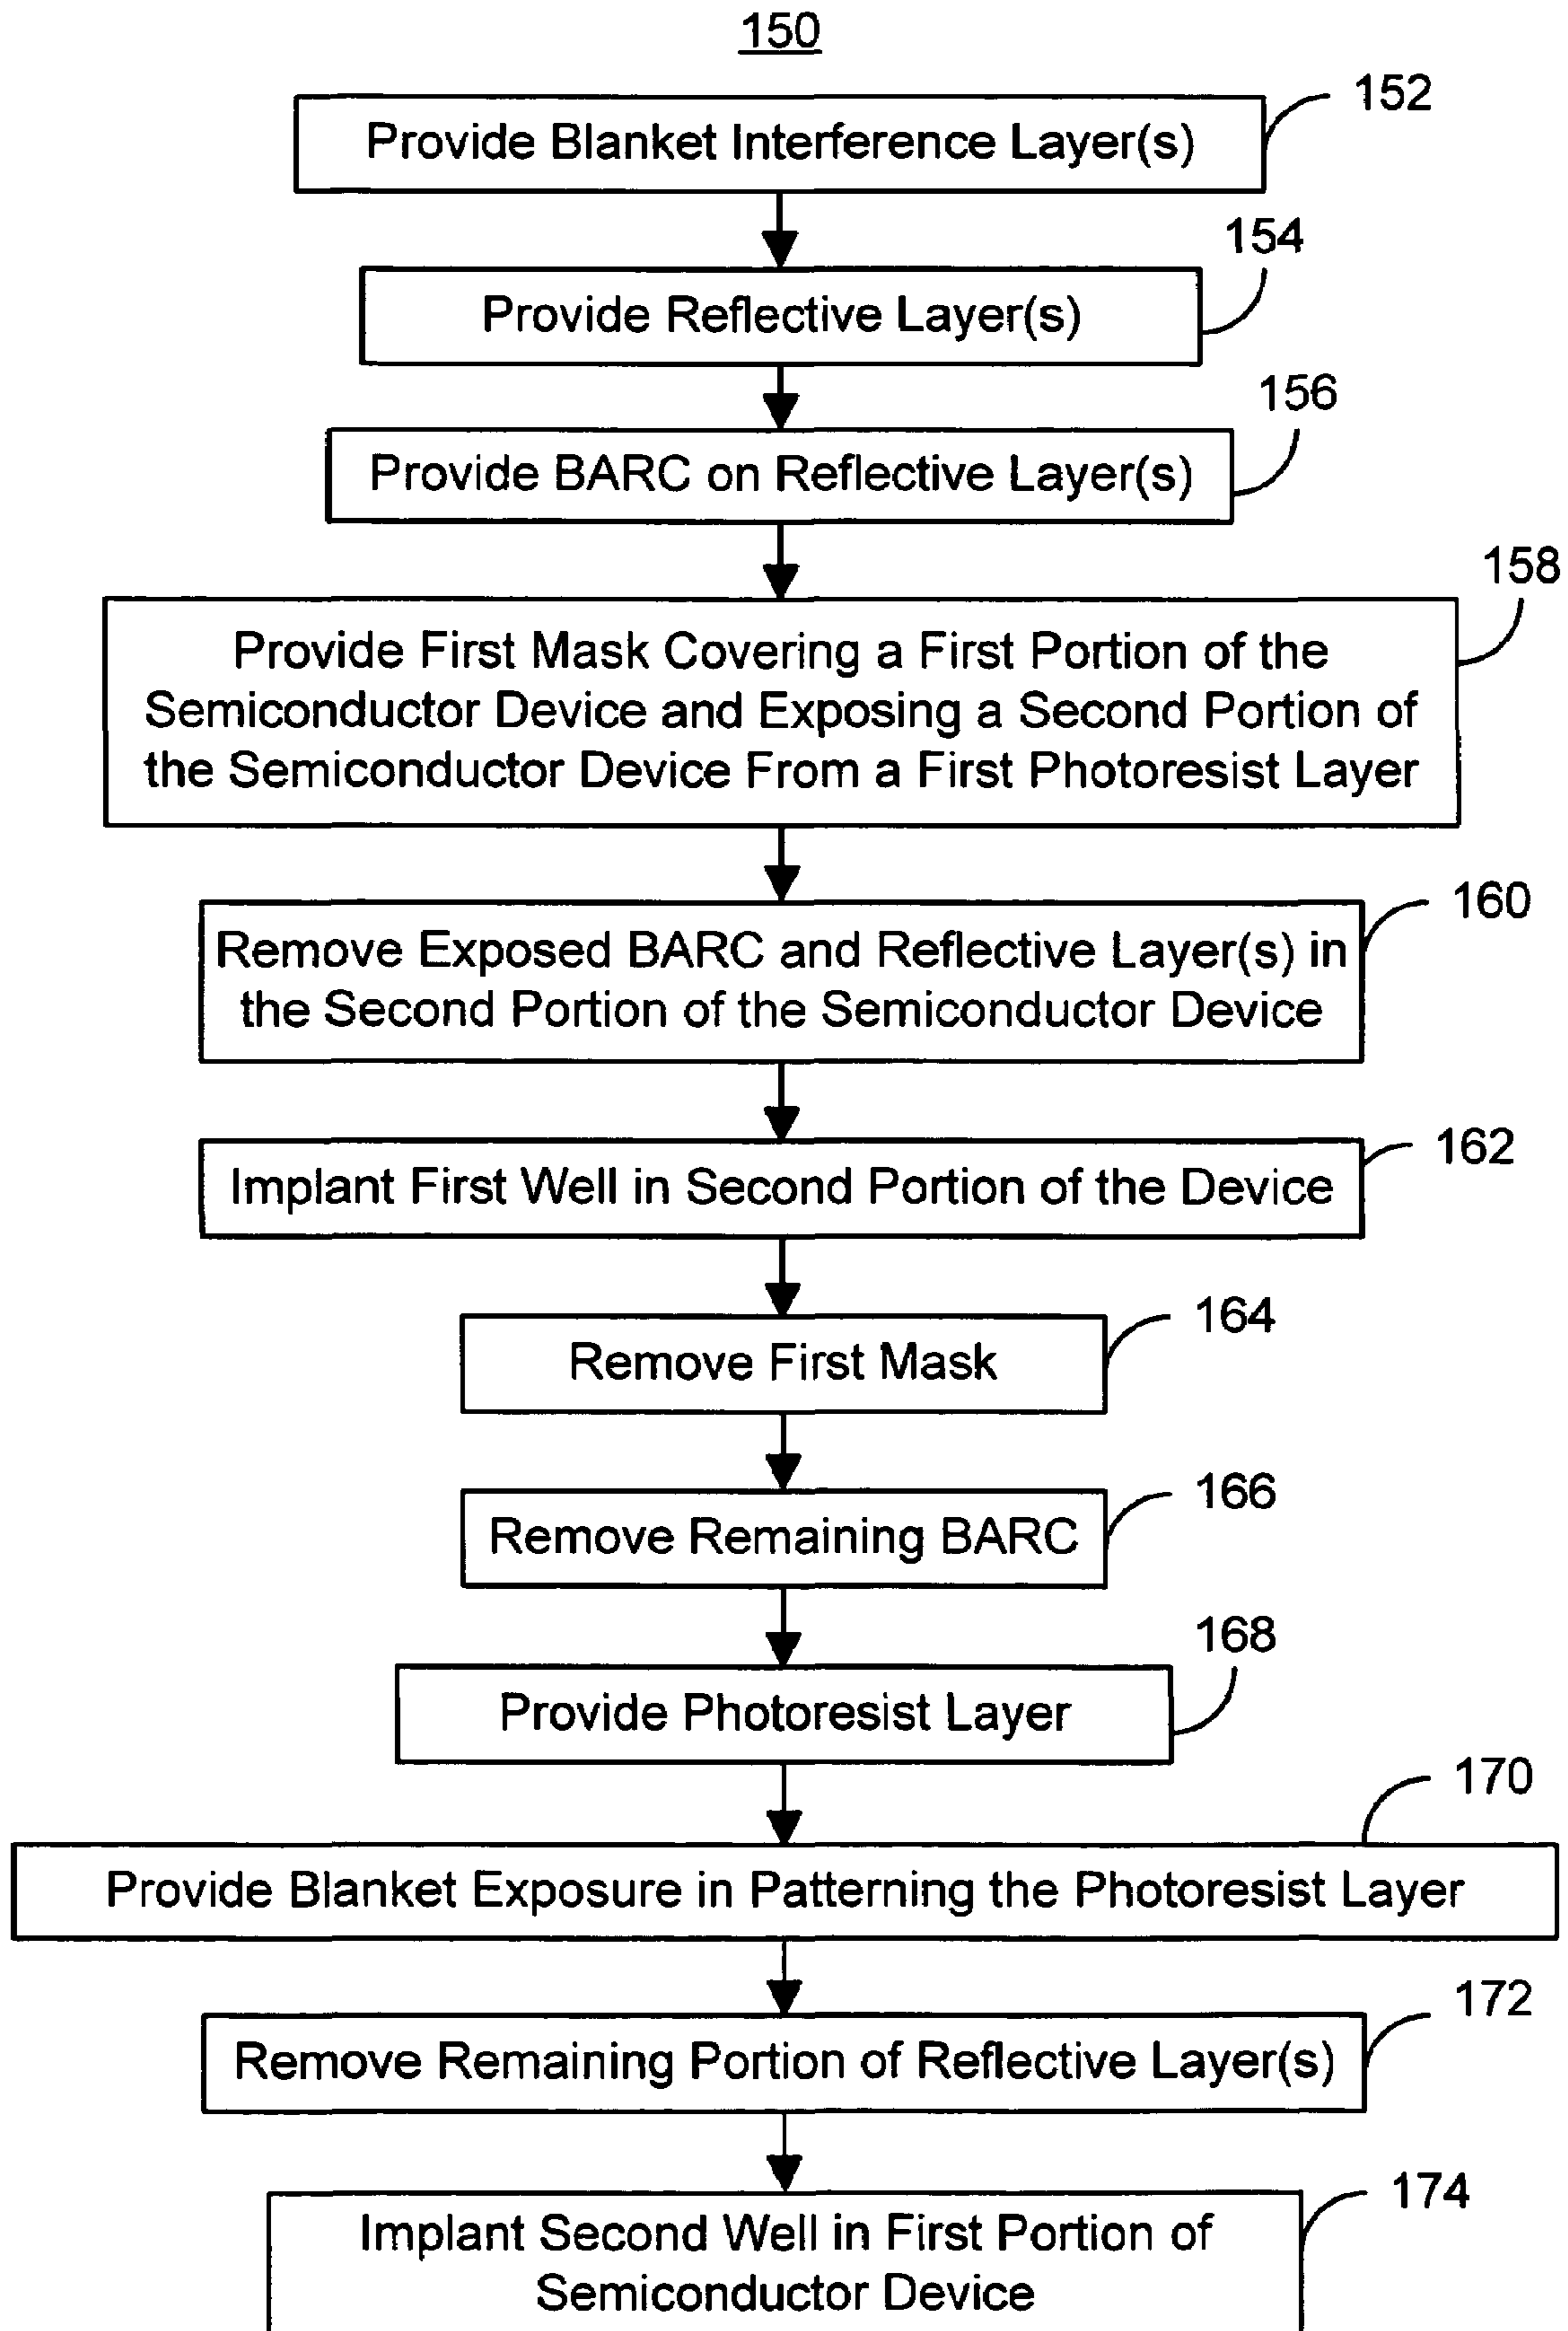 150
152
Provide Blanket Interference Layer(s)
154
Provide Reflective Layer(s)
156
Provide BARC on Reflective Layer(s)
158
Provide First Mask Covering a First Portion of the
Semiconductor Device and Exposing a Second Portion of
the Semiconductor Device From a First Photoresist Layer
160
Remove Exposed BARC and Reflective Layer(s) in
the Second Portion of the Semiconductor Device
162
Implant First Well in Second Portion of the Device
164
Remove First Mask
166
Remove Remaining BARC
168
Provide Photoresist Layer
170
Provide Blanket Exposure in Patterning the Photoresist Layer
172
Remove Remaining Portion of Reflective Layer(s)
174
Implant Second Well in First Portion of
Semiconductor Device